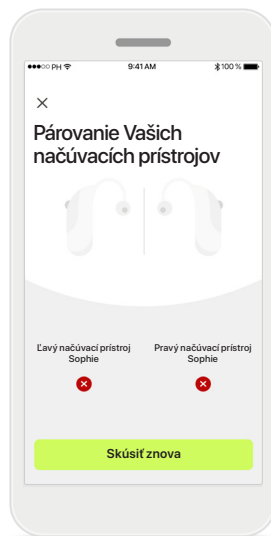 ●●●○○ PH 9:41 AM 100 %
Párovanie Vašich
načúvacích prístrojov
Ľavý načúvací prístroj
Sophie
Pravý načúvací prístroj
Sophie
Skúsiť znova